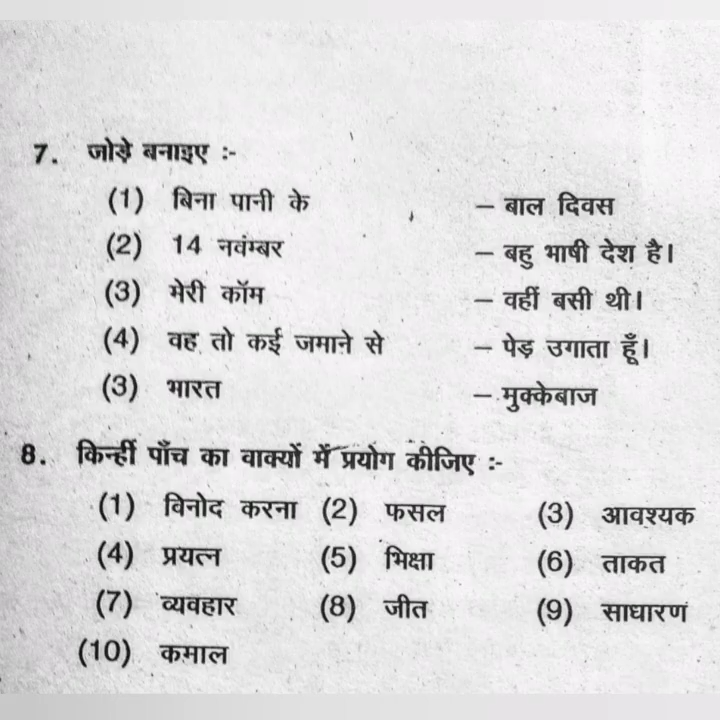 7. जोड़े बनाइए :-
(1) बिना पानी के – बाल दिवस
(2) 14 नवंम्बर – बहु भाषी देश है।
(3) मेरी कॉम – वहीं बसी थी।
(4) वह तो कई जमाने से – पेड़ उगाता हूँ।
(3) भारत – मुक्केबाज
8. किन्हीं पाँच का वाक्यों में प्रयोग कीजिए :-
(1) विनोद करना (2) फसल (3) आवश्यक
(4) प्रयत्न (5) भिक्षा (6) ताकत
(7) व्यवहार (8) जीत (9) साधारण
(10) कमाल